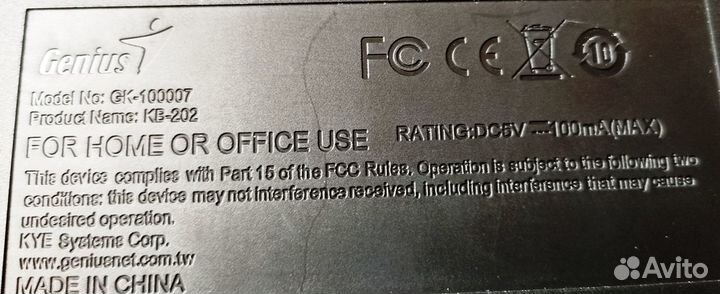 Genius
FC CE 10
Model No: GK-100007
Product Name: KB-202
FOR HOME OR OFFICE USE
RATING:DC5V 100mA(MAX)
This device complies with Part 15 of the FCC Rules. Operation is subject to the following two
conditions: this device may not interference received, including interference that may cause
undesired operation.
KYE Systems Corp.
www.geniusnet.com.tw
MADE IN CHINA
Avito